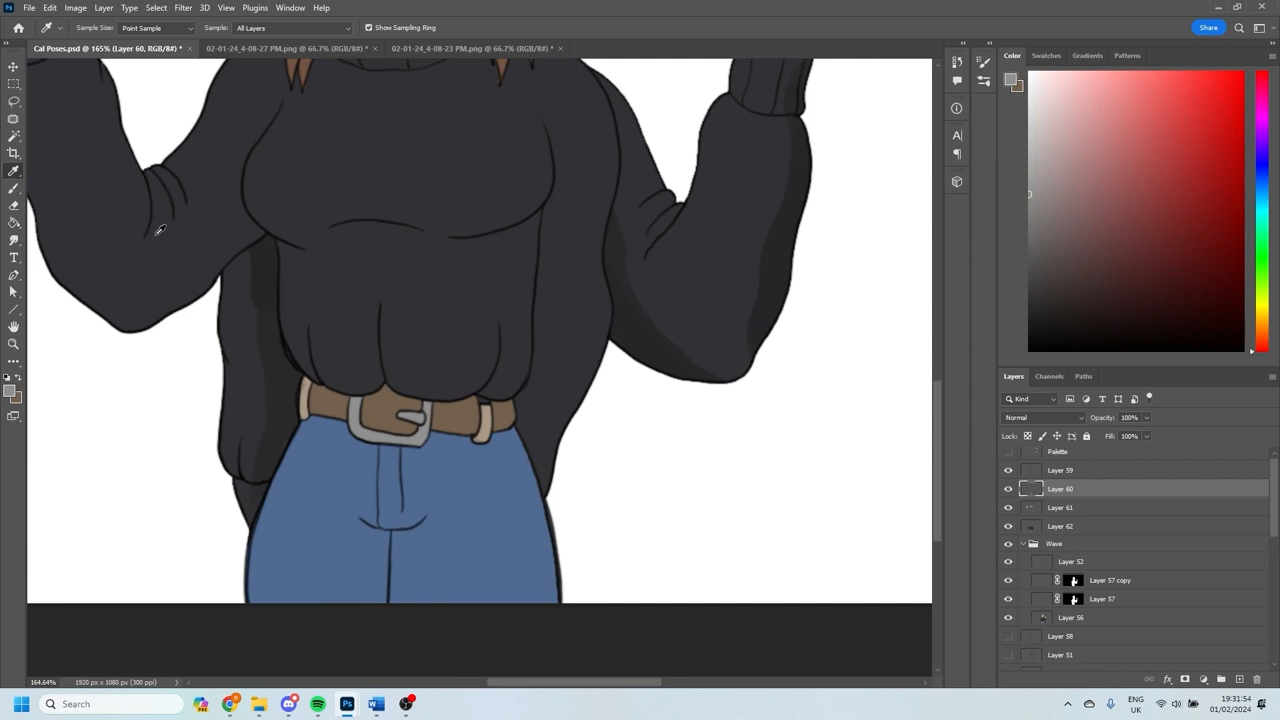 Ps File Edit Image Layer Type Select Filter 3D View Plugins Window Help
Sample Size: Point Sample Sample: All Layers Show Sampling Ring Share
Cal Poses.psd @ 165% (Layer 60, RGB/8#) * × 02-01-24_4-08-27 PM.png @ 66.7% (RGB/8#) * × 02-01-24_4-08-23 PM.png @ 66.7% (RGB/8#) * ×
Color Swatches Gradients Patterns
Layers Channels Paths
Kind
Normal Opacity: 100%
Lock: Fill: 100%
Palette
Layer 59
Layer 60
Layer 61
Layer 62
Wave
Layer 52
Layer 57 copy
Layer 57
Layer 56
Layer 58
Layer 51
164.64% 1920 px x 1080 px (300 ppi)
Search
Ps
ENG
UK
19:31:54
01/02/2024